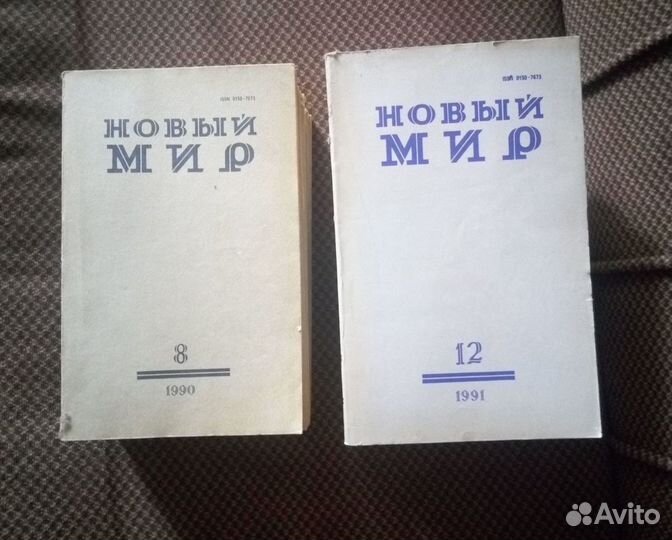 ISSN 0130-7673
НОВЫЙ
МИР
8
1990
ISSN 0130-7673
НОВЫЙ
МИР
12
1991
Avito